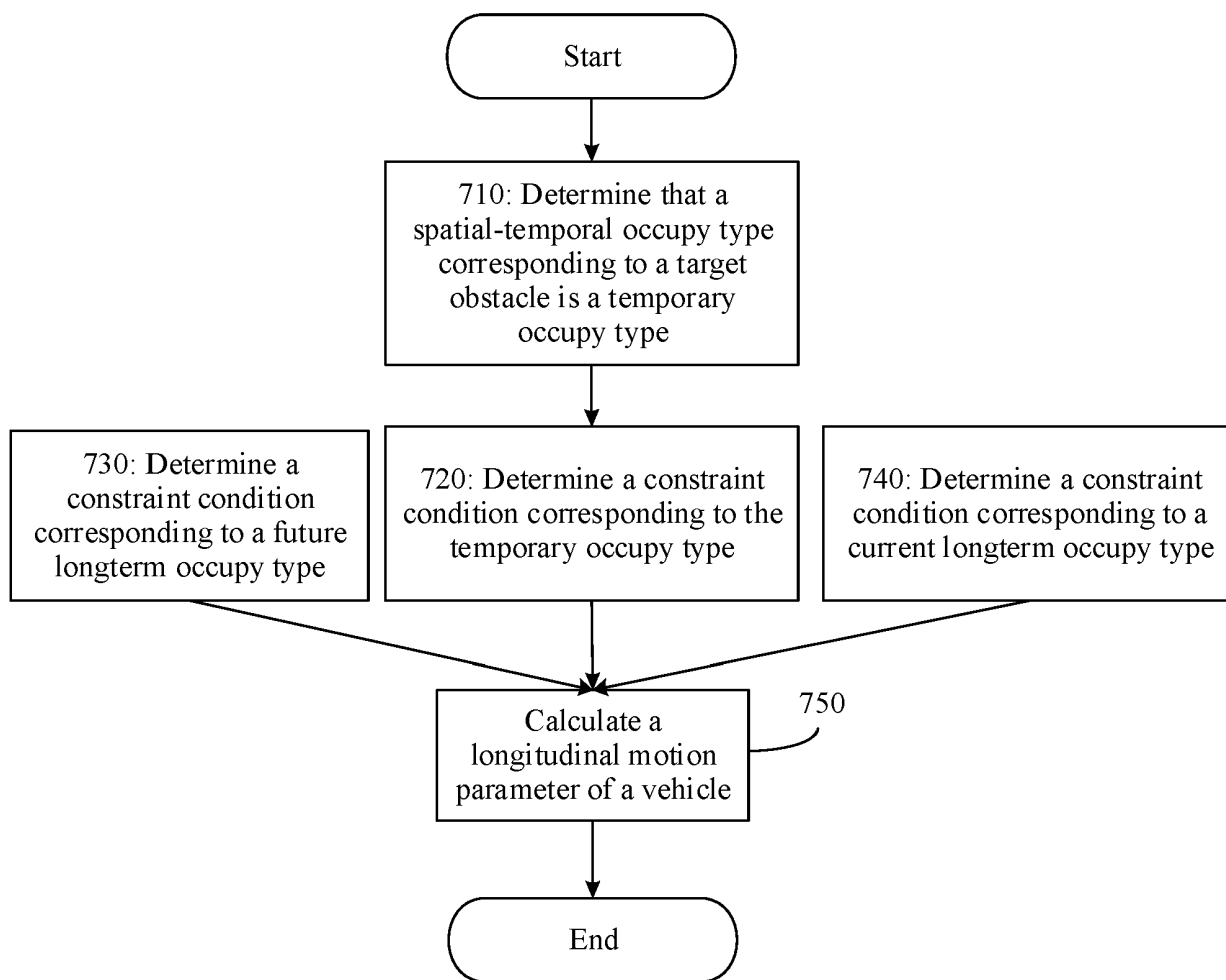 Start
710: Determine that a
spatial-temporal occupy type
corresponding to a target
obstacle is a temporary
occupy type
730: Determine a
constraint condition
corresponding to a future
longterm occupy type
720: Determine a constraint
condition corresponding to the
temporary occupy type
740: Determine a constraint
condition corresponding to a
current longterm occupy type
750
Calculate a
longitudinal motion
parameter of a vehicle
End